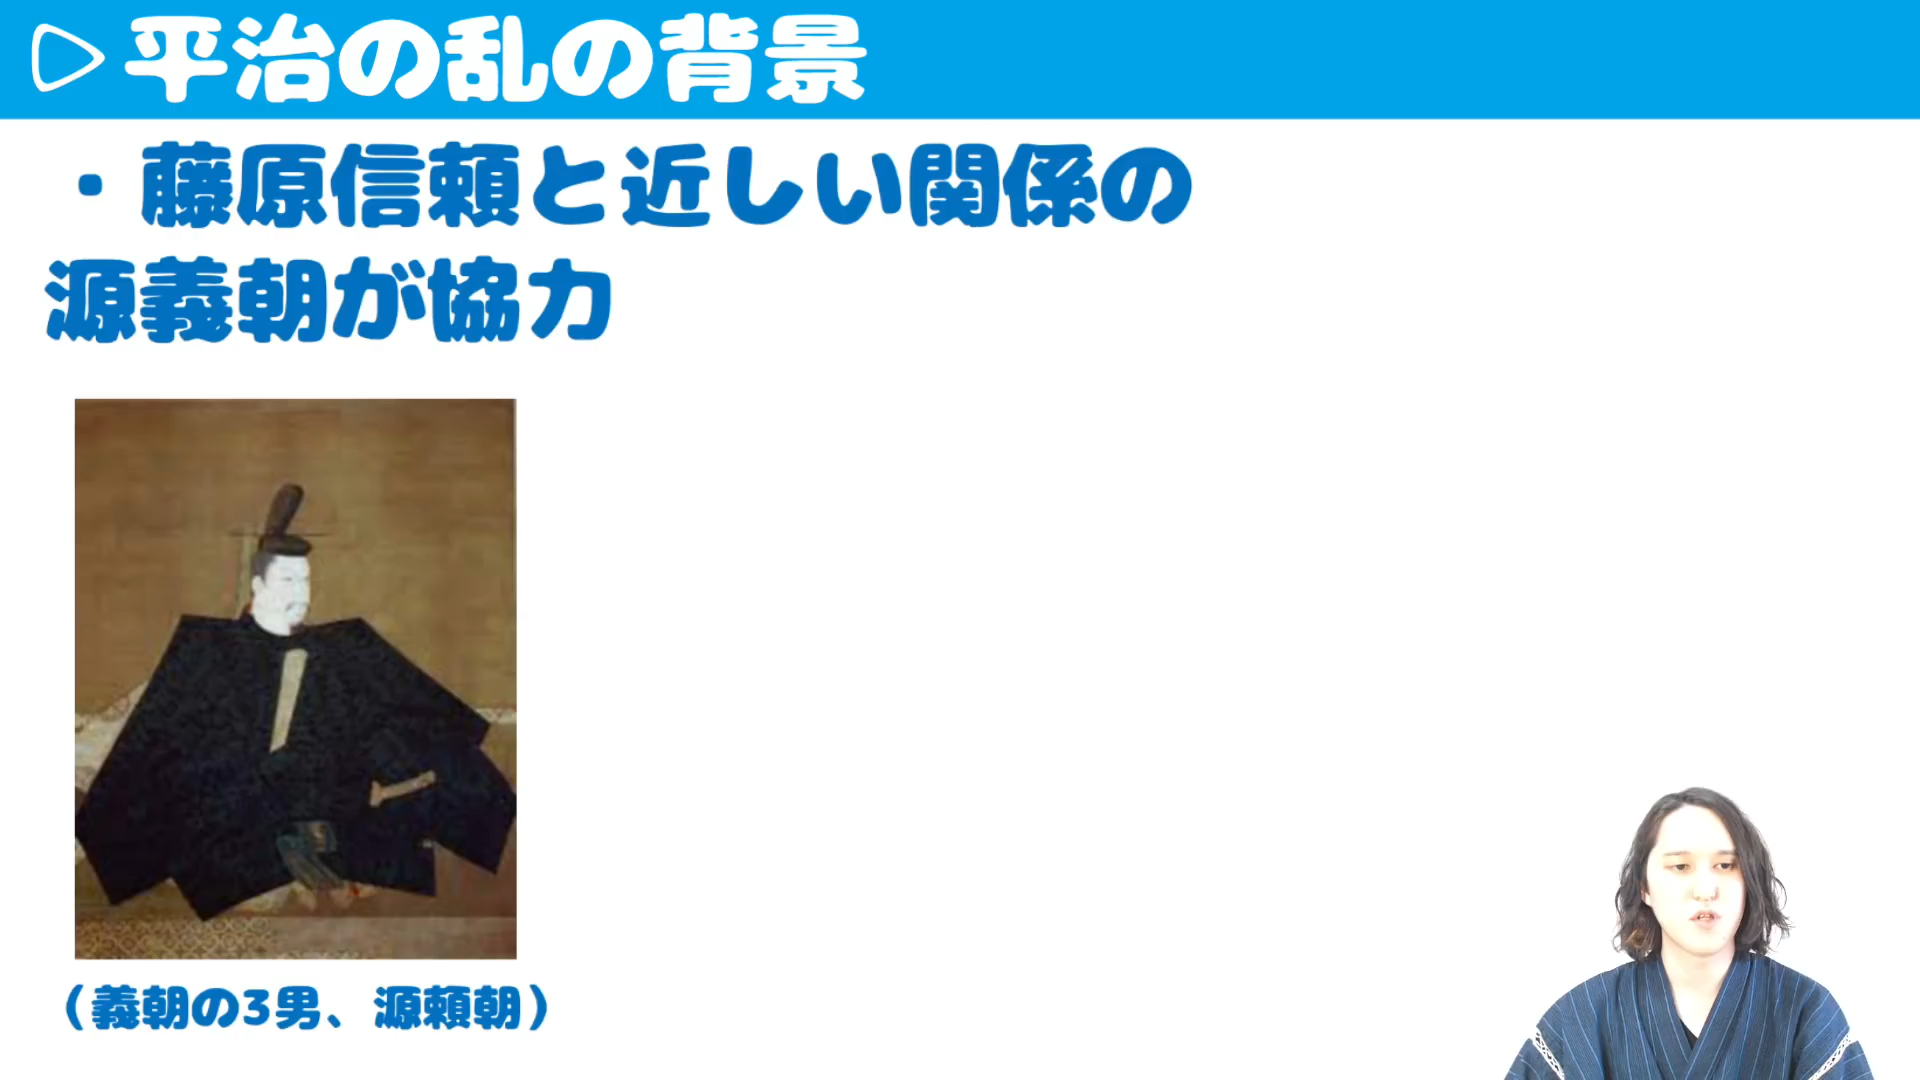 平治の乱の背景
・藤原信頼と近しい関係の
源義朝が協力
（義朝の3男、源頼朝）